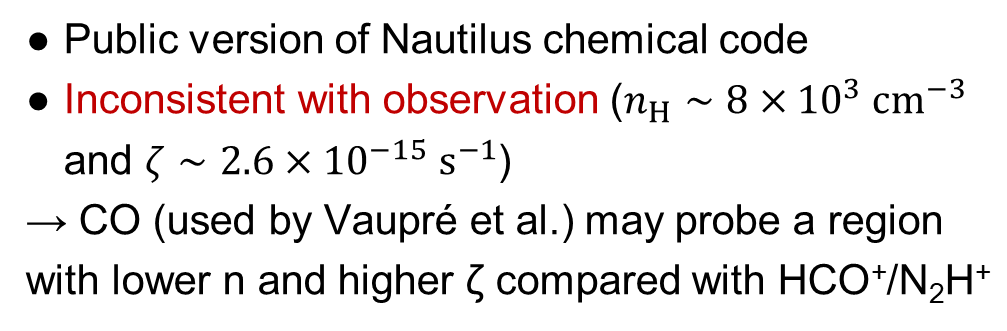 ● Public version of Nautilus chemical code
● Inconsistent with observation (n_H ~ 8 × 10³ cm⁻³
and ζ ~ 2.6 × 10⁻¹⁵ s⁻¹)
→ CO (used by Vaupré et al.) may probe a region
with lower n and higher ζ compared with HCO⁺/N₂H⁺